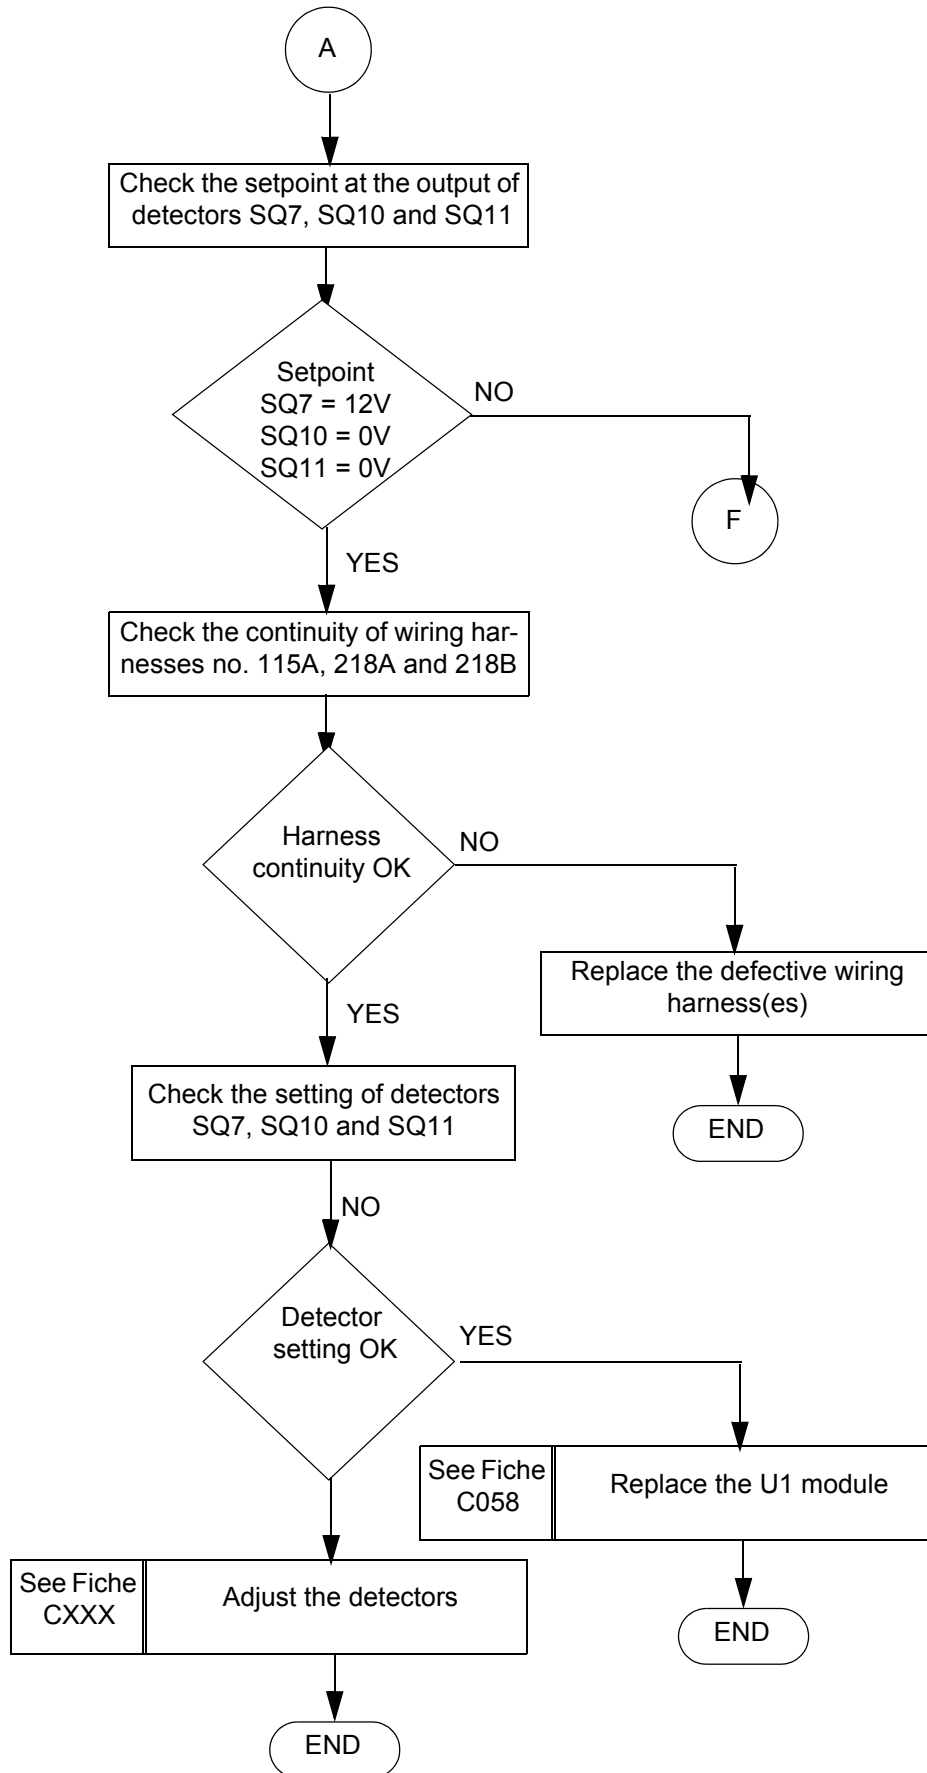 A
Check the setpoint at the output of
detectors SQ7, SQ10 and SQ11
Setpoint
SQ7 = 12V
SQ10 = 0V
SQ11 = 0V
NO
F
YES
Check the continuity of wiring har-
nesses no. 115A, 218A and 218B
Harness
continuity OK
NO
Replace the defective wiring
harness(es)
END
YES
Check the setting of detectors
SQ7, SQ10 and SQ11
NO
Detector
setting OK
YES
See Fiche
C058
Replace the U1 module
END
See Fiche
CXXX
Adjust the detectors
END